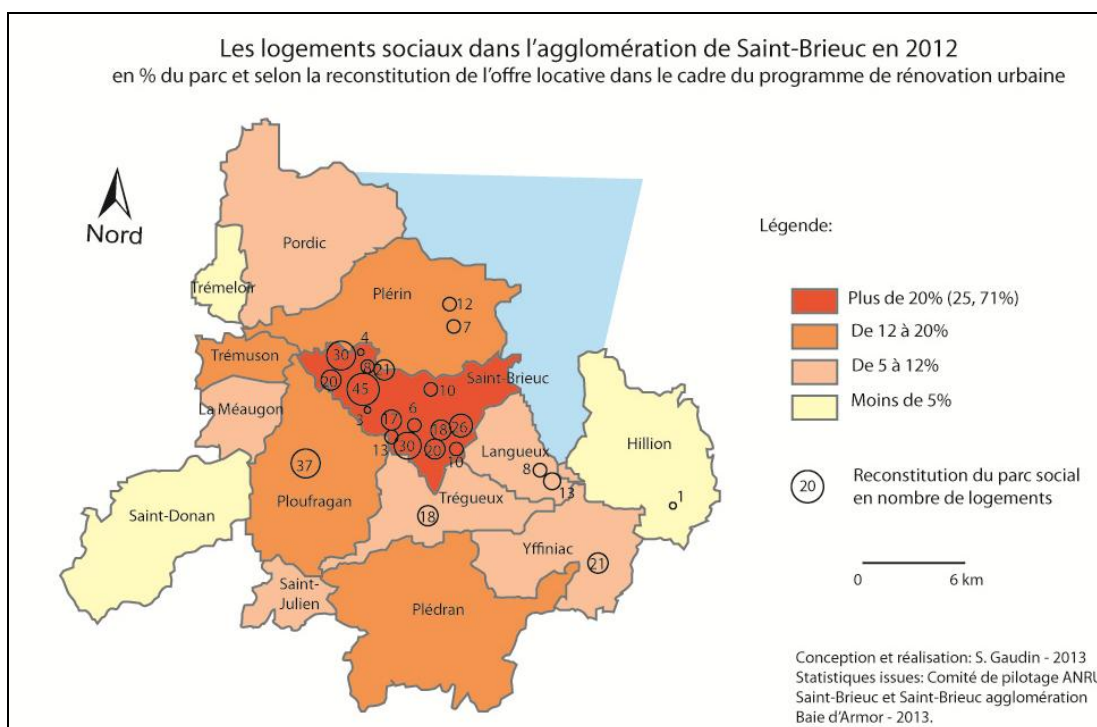 Les logements sociaux dans l'agglomération de Saint-Brieuc en 2012
en % du parc et selon la reconstitution de l'offre locative dans le cadre du programme de rénovation urbaine
Nord
Pordic
Trémeloir
Plérin
12
7
Trémuson
4
30
8
21
20
45
Saint-Brieuc
10
La Méaugon
3
17
6
18
26
13
30
20
10
Langueux
8
13
Hillion
1
37
Ploufragan
Saint-Donan
Trégueux
18
Yffiniac
21
Saint-
Julien
Plédran
Légende:
Plus de 20% (25, 71%)
De 12 à 20%
De 5 à 12%
Moins de 5%
20
Reconstitution du parc social
en nombre de logements
0 6 km
Conception et réalisation: S. Gaudin - 2013
Statistiques issues: Comité de pilotage ANRU
Saint-Brieuc et Saint-Brieuc agglomération
Baie d'Armor - 2013.